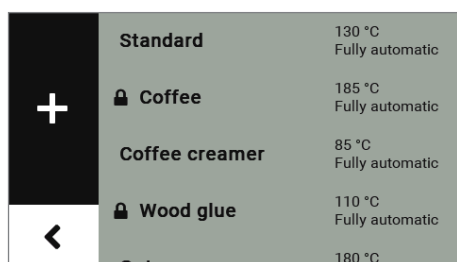 Standard
130 °C
Fully automatic
Coffee
185 °C
Fully automatic
Coffee creamer
85 °C
Fully automatic
Wood glue
110 °C
Fully automatic
180 °C